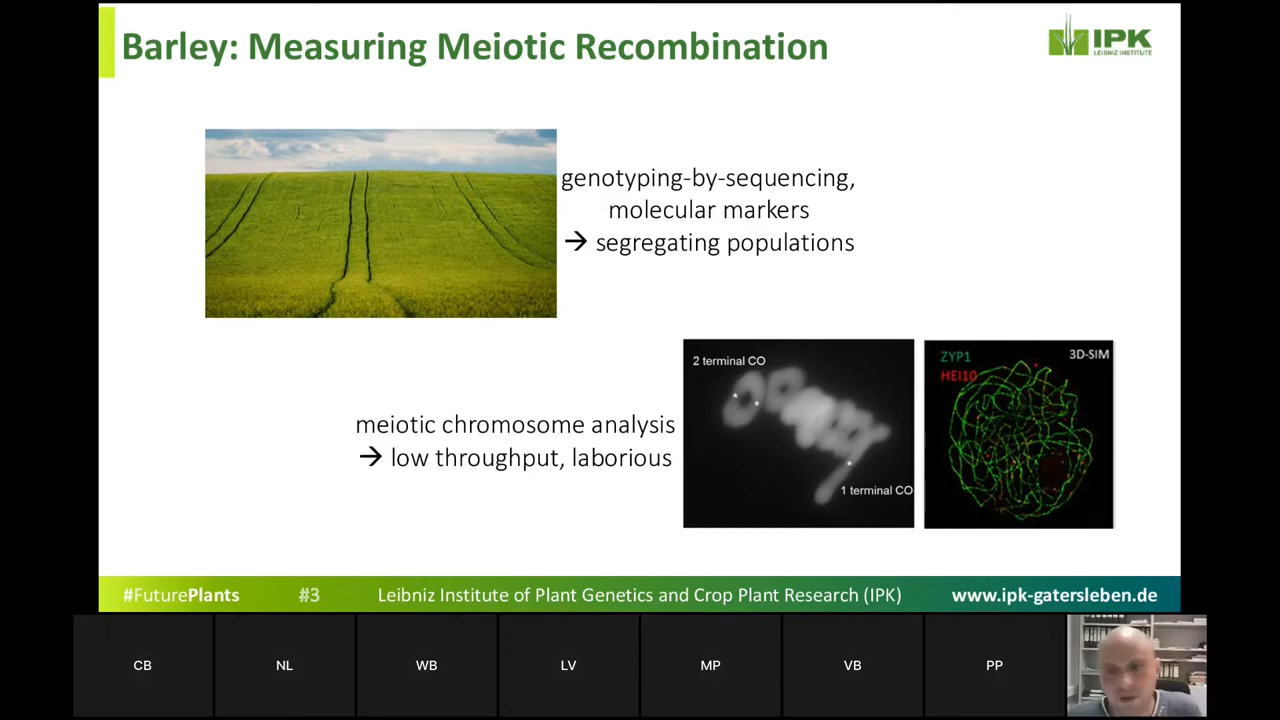 Barley: Measuring Meiotic Recombination
IPK
LEIBNIZ INSTITUTE
genotyping-by-sequencing,
molecular markers
→ segregating populations
2 terminal CO
1 terminal CO
ZYP1
HEI10
3D-SIM
meiotic chromosome analysis
→ low throughput, laborious
#FuturePlants
#3
Leibniz Institute of Plant Genetics and Crop Plant Research (IPK)
www.ipk-gatersleben.de
CB
NL
WB
LV
MP
VB
PP